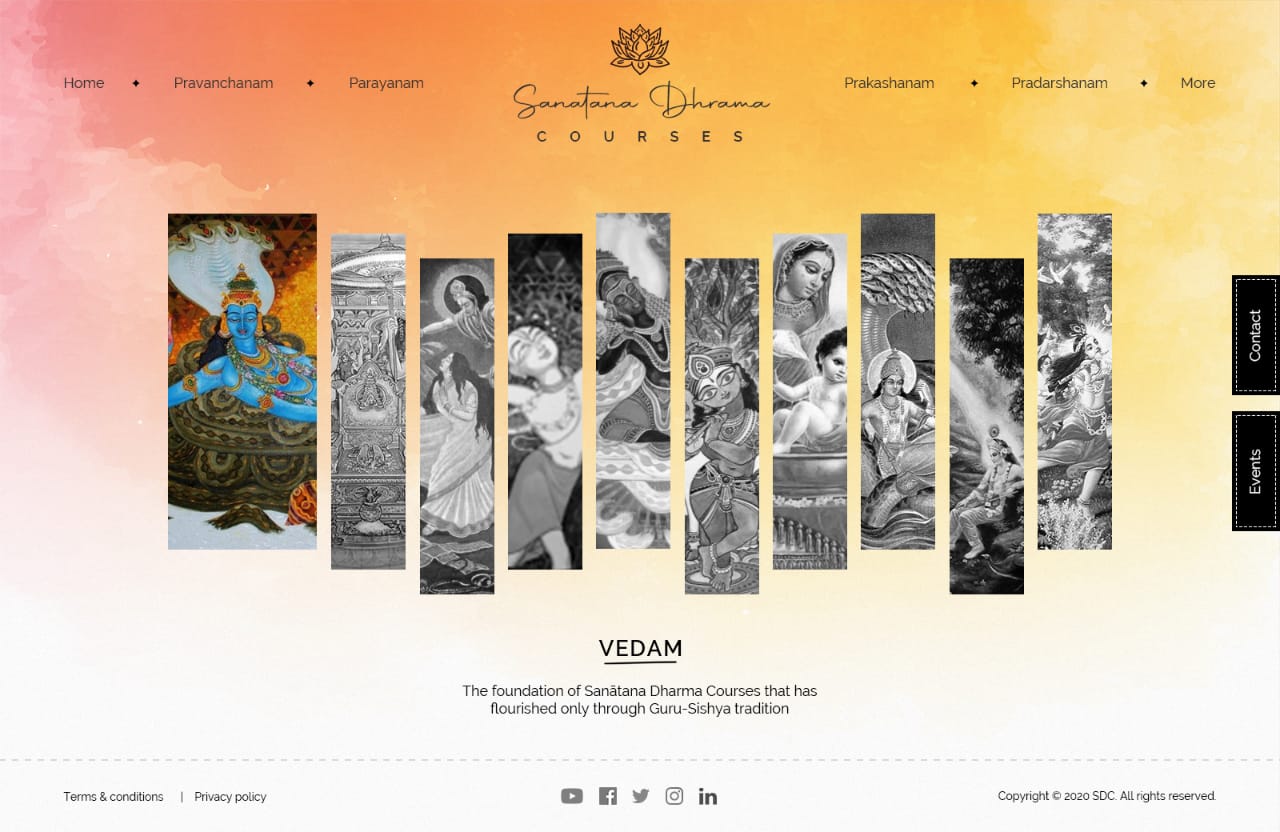 Home ✦ Pravanchanam ✦ Parayanam
Sanatana Dhrama
COURSES
Prakashanam ✦ Pradarshanam ✦ More
Contact
Events
VEDAM
The foundation of Sanātana Dharma Courses that has
flourished only through Guru-Sishya tradition
Terms & conditions | Privacy policy
Copyright © 2020 SDC. All rights reserved.